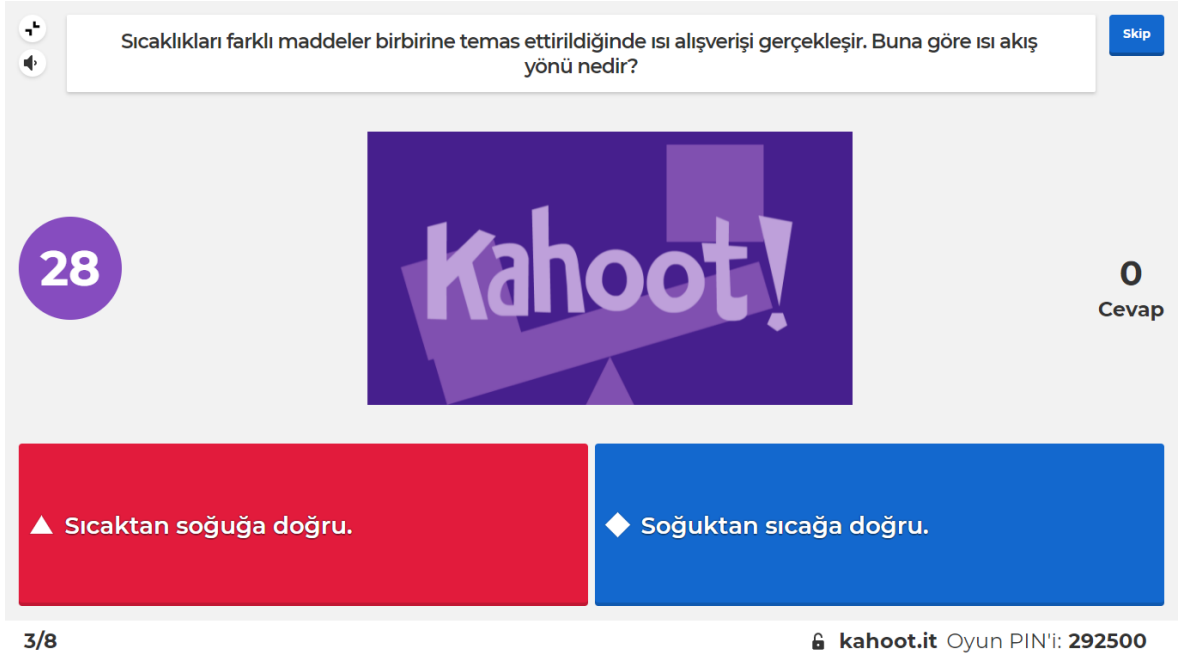 Sıcaklıkları farklı maddeler birbirine temas ettirildiğinde ısı alışverişi gerçekleşir. Buna göre ısı akış
yönü nedir?
Skip
Kahoot!
28
0
Cevap
Sıcaktan soğuğa doğru.
Soğuktan sıcağa doğru.
3/8
kahoot.it Oyun PIN'i: 292500